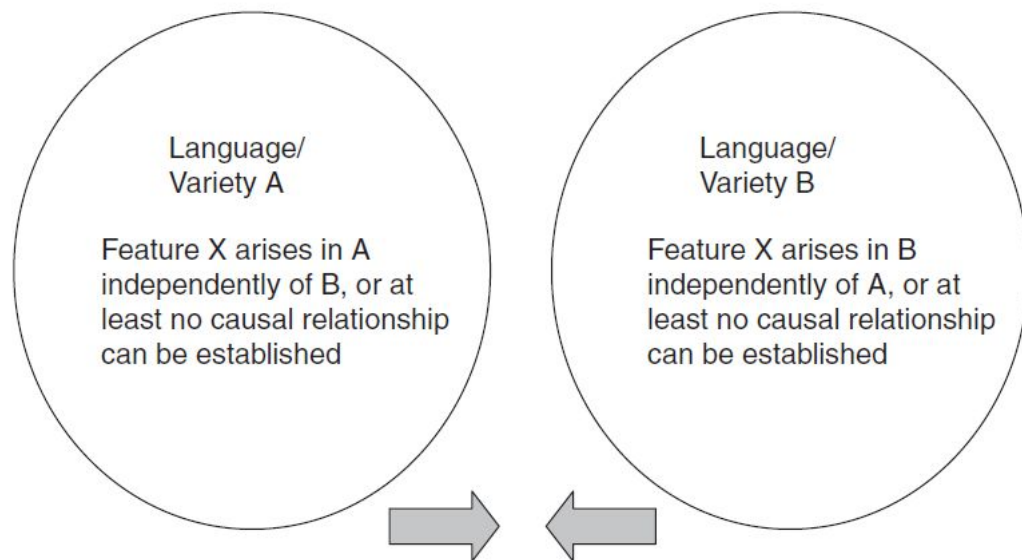 Language/
Variety A
Feature X arises in A
independently of B, or at
least no causal relationship
can be established
Language/
Variety B
Feature X arises in B
independently of A, or at
least no causal relationship
can be established